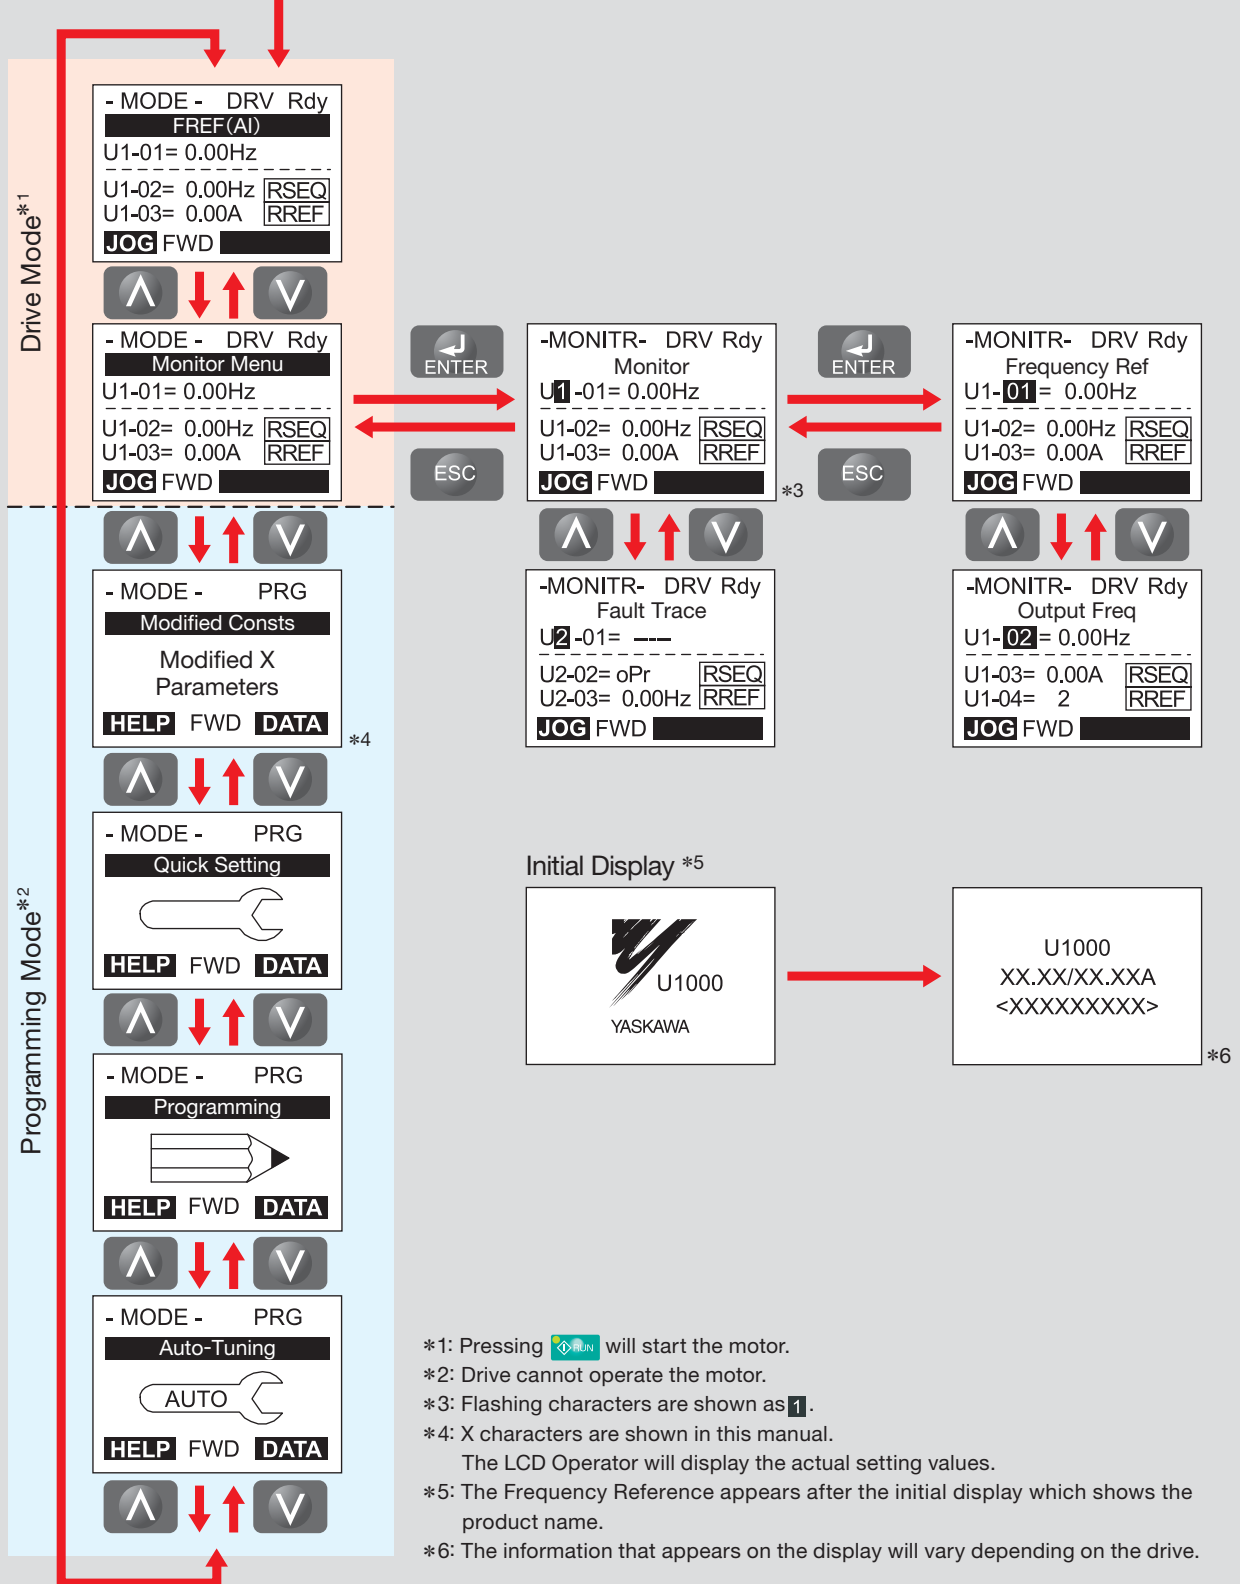 Drive Mode*1
- MODE - DRV Rdy
FREF(AI)
U1-01= 0.00Hz
U1-02= 0.00Hz RSEQ
U1-03= 0.00A RREF
JOG FWD
- MODE - DRV Rdy
Monitor Menu
U1-01= 0.00Hz
U1-02= 0.00Hz RSEQ
U1-03= 0.00A RREF
JOG FWD
ENTER
ESC
-MONITR- DRV Rdy
Monitor
U1-01= 0.00Hz
U1-02= 0.00Hz RSEQ
U1-03= 0.00A RREF
JOG FWD
*3
ENTER
ESC
-MONITR- DRV Rdy
Frequency Ref
U1-01= 0.00Hz
U1-02= 0.00Hz RSEQ
U1-03= 0.00A RREF
JOG FWD
-MONITR- DRV Rdy
Fault Trace
U2-01= ---
U2-02= oPr RSEQ
U2-03= 0.00Hz RREF
JOG FWD
-MONITR- DRV Rdy
Output Freq
U1-02= 0.00Hz
U1-03= 0.00A RSEQ
U1-04= 2 RREF
JOG FWD
Programming Mode*2
- MODE - PRG
Modified Consts
Modified X
Parameters
HELP FWD DATA
*4
- MODE - PRG
Quick Setting
HELP FWD DATA
- MODE - PRG
Programming
HELP FWD DATA
- MODE - PRG
Auto-Tuning
AUTO
HELP FWD DATA
Initial Display *5
U1000
YASKAWA
U1000
XX.XX/XX.XXA
<XXXXXXXXX>
*6
*1: Pressing RUN will start the motor.
*2: Drive cannot operate the motor.
*3: Flashing characters are shown as 1.
*4: X characters are shown in this manual.
The LCD Operator will display the actual setting values.
*5: The Frequency Reference appears after the initial display which shows the
product name.
*6: The information that appears on the display will vary depending on the drive.